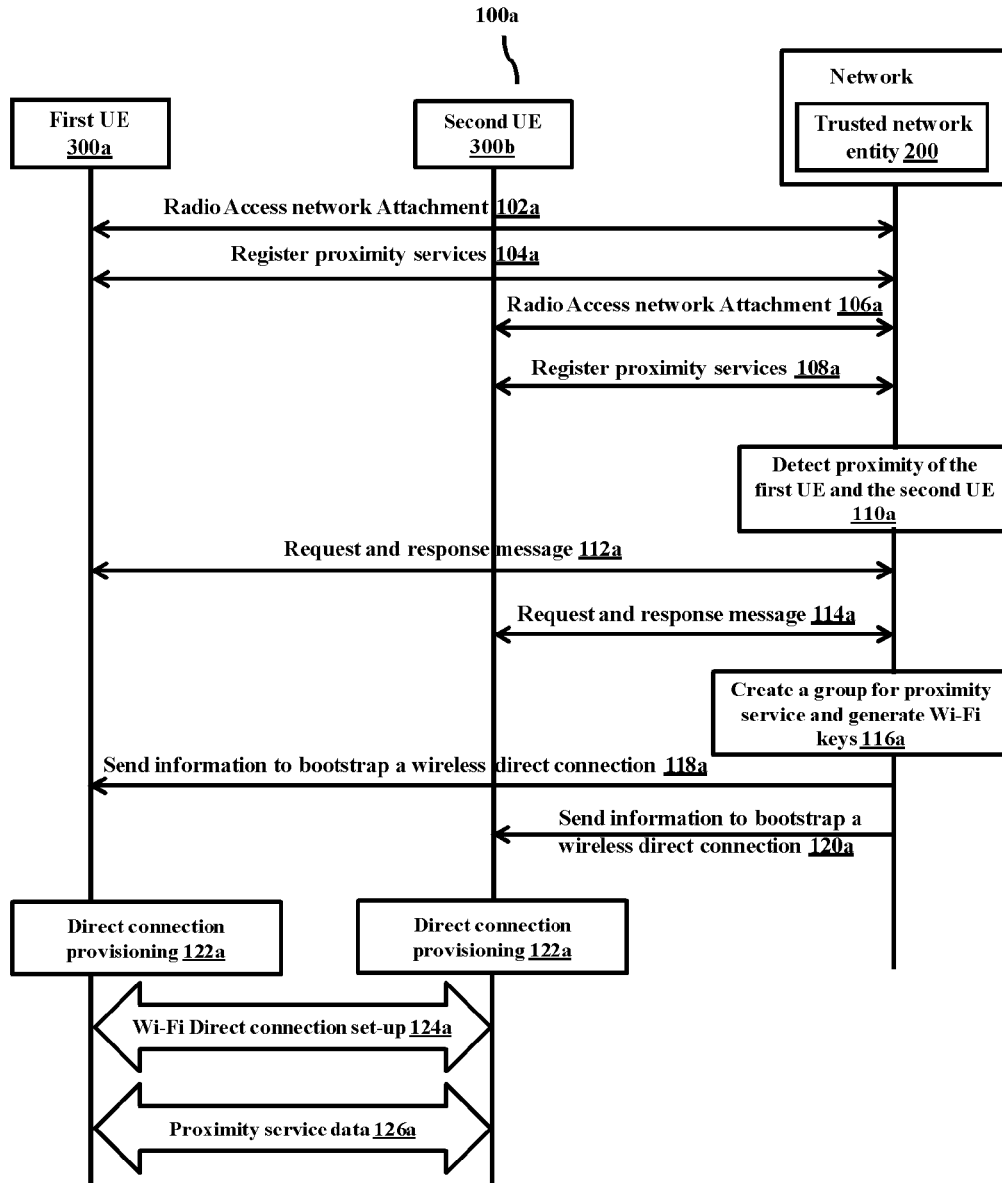 100a
First UE
300a
Second UE
300b
Network
Trusted network
entity 200
Radio Access network Attachment 102a
Register proximity services 104a
Radio Access network Attachment 106a
Register proximity services 108a
Detect proximity of the
first UE and the second UE
110a
Request and response message 112a
Request and response message 114a
Create a group for proximity
service and generate Wi-Fi
keys 116a
Send information to bootstrap a wireless direct connection 118a
Send information to bootstrap a
wireless direct connection 120a
Direct connection
provisioning 122a
Direct connection
provisioning 122a
Wi-Fi Direct connection set-up 124a
Proximity service data 126a